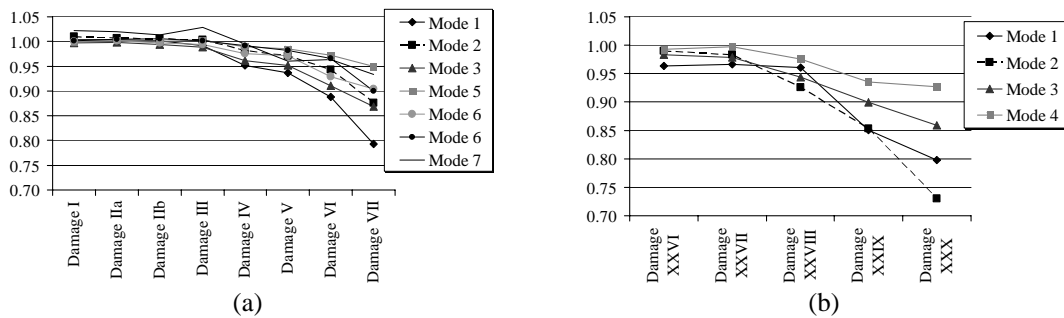 1.05
1.00
0.95
0.90
0.85
0.80
0.75
0.70
Damage I
Damage IIa
Damage IIb
Damage III
Damage IV
Damage V
Damage VI
Damage VII
Mode 1
Mode 2
Mode 3
Mode 5
Mode 6
Mode 6
Mode 7
(a)
1.05
1.00
0.95
0.90
0.85
0.80
0.75
0.70
Damage
XXVI
Damage
XXVII
Damage
XXVIII
Damage
XXIX
Damage
XXX
Mode 1
Mode 2
Mode 3
Mode 4
(b)